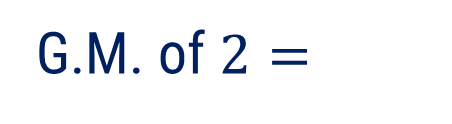 G.M. of 2 =